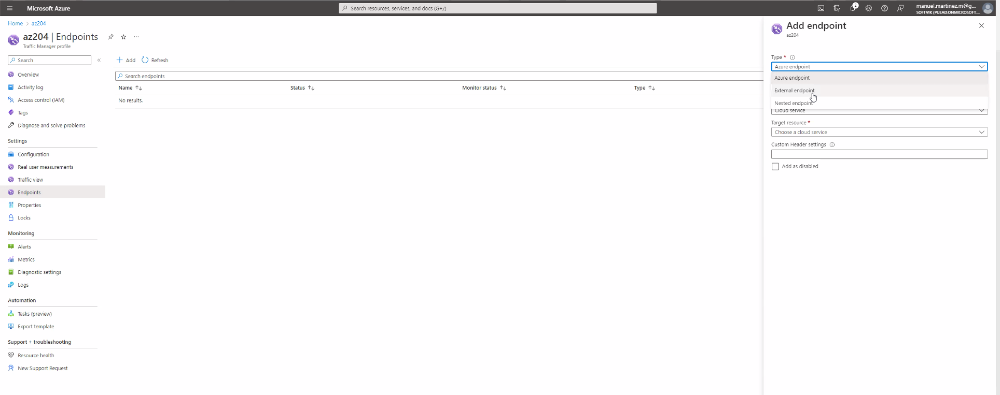 Microsoft Azure
Search resources, services, and docs (G+/)
2
manuel.martinez.m@g...
SOFTVIK (PUEAD.ONMICROSOFT....
Home > az204
az204 | Endpoints
Traffic Manager profile
Search
Overview
Activity log
Access control (IAM)
Tags
Diagnose and solve problems
Settings
Configuration
Real user measurements
Traffic view
Endpoints
Properties
Locks
Monitoring
Alerts
Metrics
Diagnostic settings
Logs
Automation
Tasks (preview)
Export template
Support + troubleshooting
Resource health
New Support Request
Add Refresh
Search endpoints
Name Status Monitor status Type
No results.
Add endpoint
az204
Type *
Azure endpoint
Azure endpoint
External endpoint
Nested endpoint
Cloud service
Target resource *
Choose a cloud service
Custom Header settings
Add as disabled